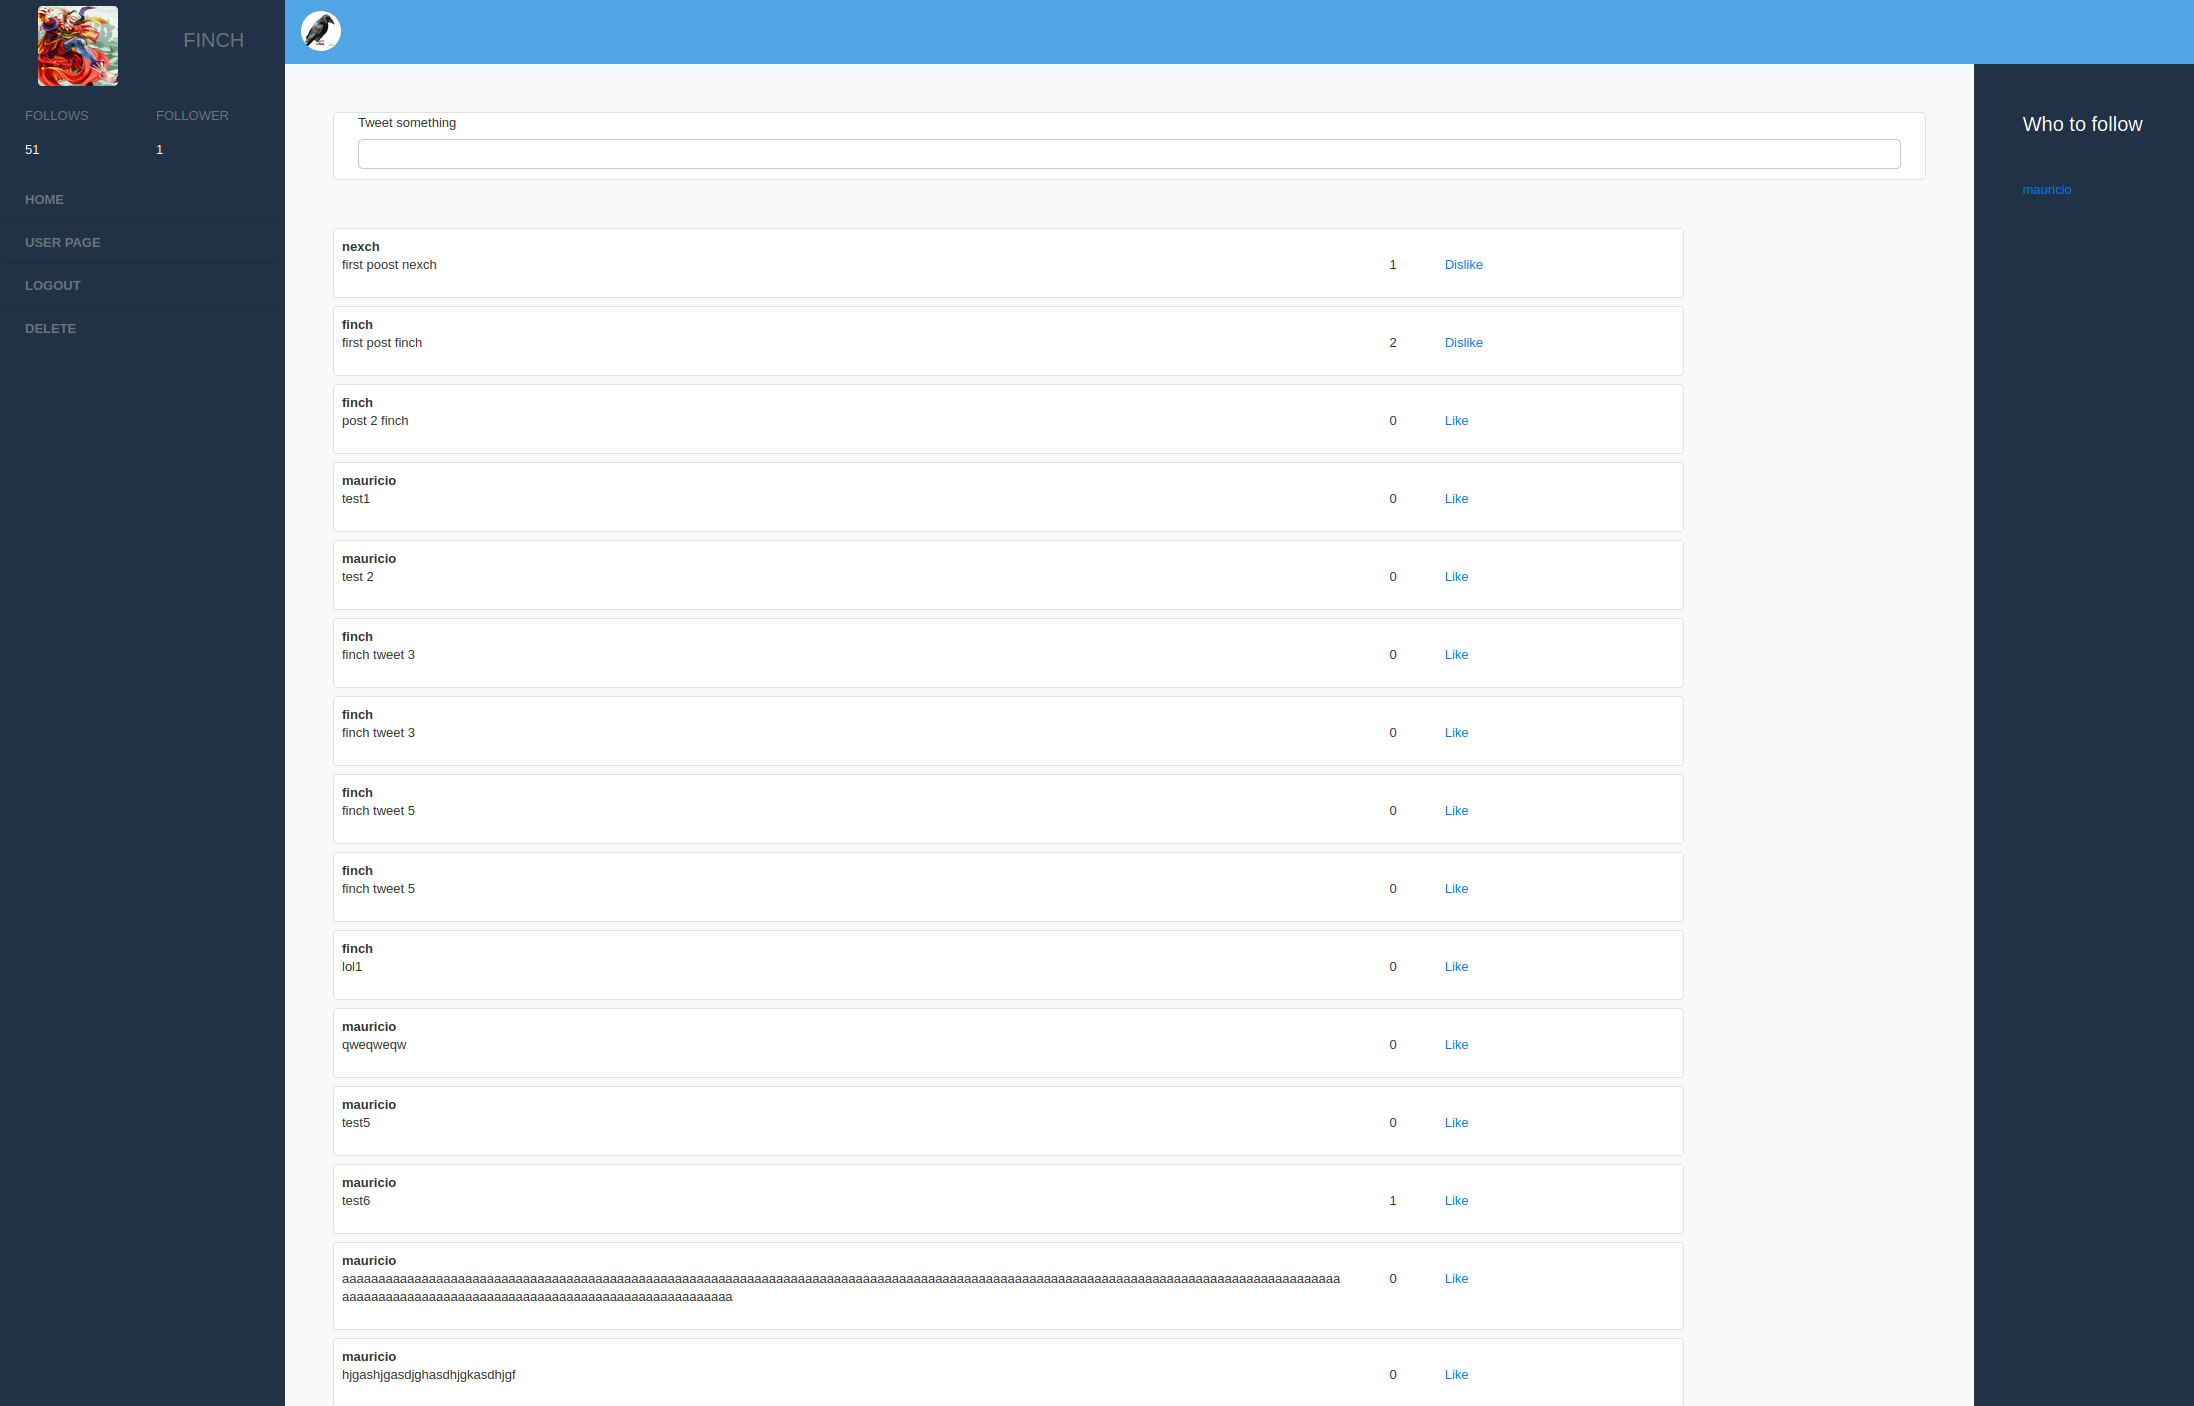 FINCH
FOLLOWS FOLLOWER
51 1
HOME
USER PAGE
LOGOUT
DELETE
Tweet something
nexch
first poost nexch 1 Dislike
finch
first post finch 2 Dislike
finch
post 2 finch 0 Like
mauricio
test1 0 Like
mauricio
test 2 0 Like
finch
finch tweet 3 0 Like
finch
finch tweet 3 0 Like
finch
finch tweet 5 0 Like
finch
finch tweet 5 0 Like
finch
lol1 0 Like
mauricio
qweqweqw 0 Like
mauricio
test5 0 Like
mauricio
test6 1 Like
mauricio
0 Like
mauricio
hjgashjgasdjghasdhjgkasdhjgf 0 Like
Who to follow
mauricio